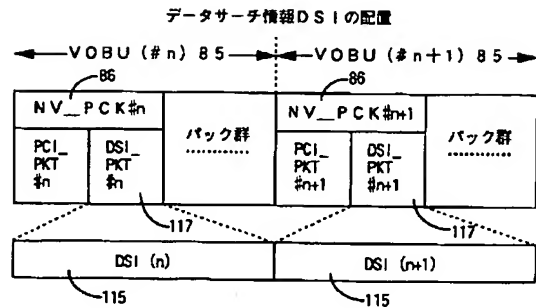 データサーチ情報DSIの配置
VOBU(#n)85 VOBU(#n+1)85
86 86
NV_PCK#n NV_PCK#n+1
パック群 パック群
PCI_PKT#n DSI_PKT#n PCI_PKT#n+1 DSI_PKT#n+1
117 117
DSI(n) DSI(n+1)
115 115